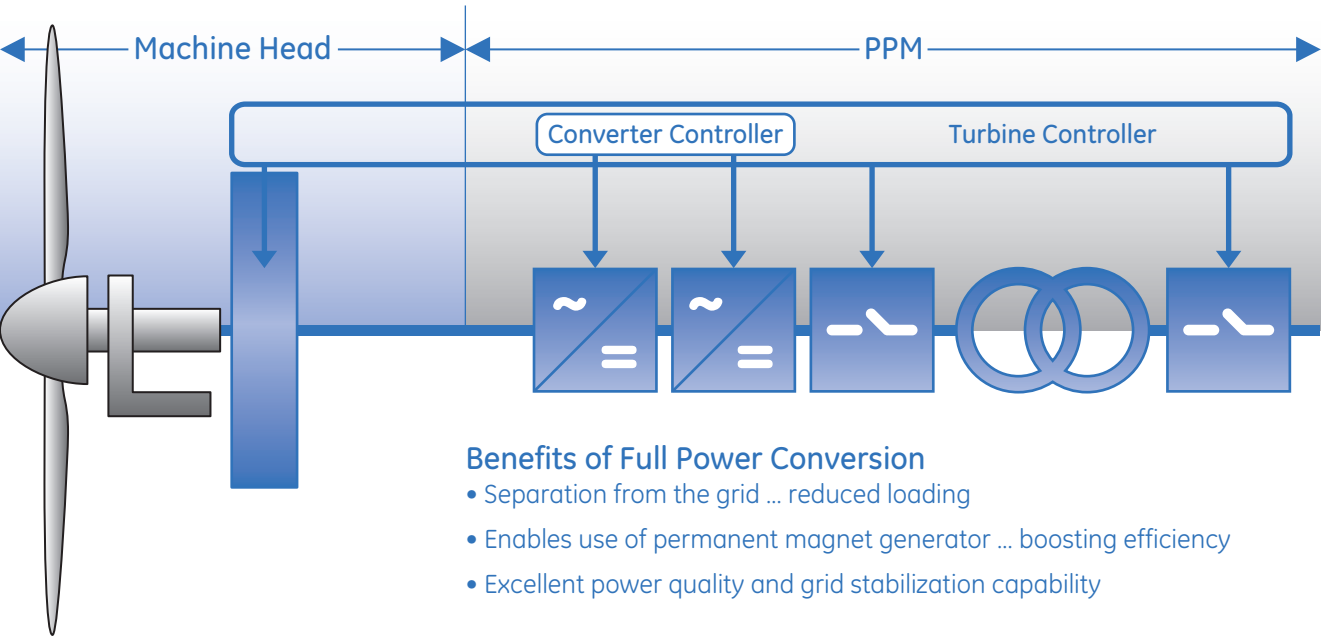 Machine Head
PPM
Converter Controller
Turbine Controller
Benefits of Full Power Conversion
• Separation from the grid ... reduced loading
• Enables use of permanent magnet generator ... boosting efficiency
• Excellent power quality and grid stabilization capability